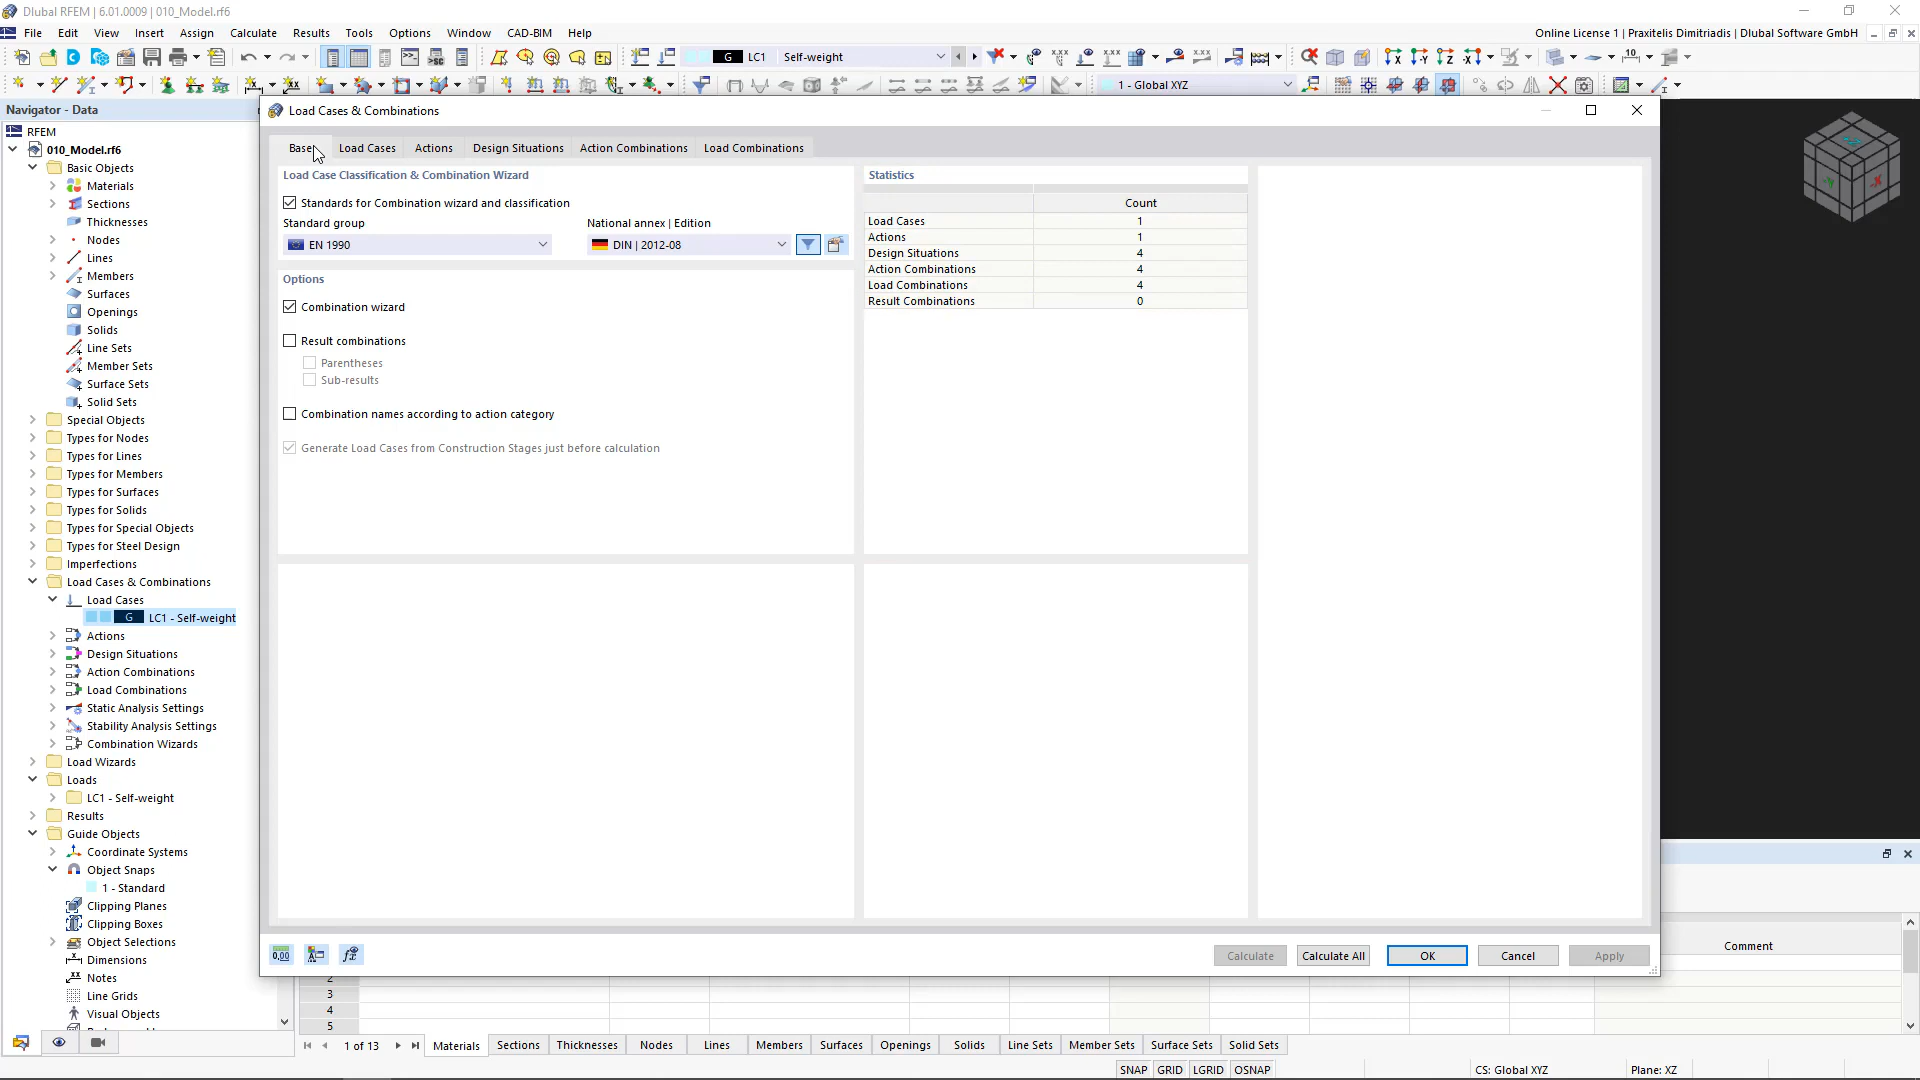 Dlubal RFEM | 6.01.0009 | 010_Model.rf6
File Edit View Insert Assign Calculate Results Tools Options Window CAD-BIM Help
Online License 1 | Praxitelis Dimitriadis | Dlubal Software GmbH
G LC1 Self-weight
1 - Global XYZ
Navigator - Data
RFEM
010_Model.rf6
Basic Objects
Materials
Sections
Thicknesses
Nodes
Lines
Members
Surfaces
Openings
Solids
Line Sets
Member Sets
Surface Sets
Solid Sets
Special Objects
Types for Nodes
Types for Lines
Types for Members
Types for Surfaces
Types for Solids
Types for Special Objects
Types for Steel Design
Imperfections
Load Cases & Combinations
Load Cases
G LC1 - Self-weight
Actions
Design Situations
Action Combinations
Load Combinations
Static Analysis Settings
Stability Analysis Settings
Combination Wizards
Load Wizards
Loads
LC1 - Self-weight
Results
Guide Objects
Coordinate Systems
Object Snaps
1 - Standard
Clipping Planes
Clipping Boxes
Object Selections
Dimensions
Notes
Line Grids
Visual Objects
Load Cases & Combinations
Base Load Cases Actions Design Situations Action Combinations Load Combinations
Load Case Classification & Combination Wizard
Standards for Combination wizard and classification
Standard group National annex | Edition
EN 1990 DIN | 2012-08
Options
Combination wizard
Result combinations
Parentheses
Sub-results
Combination names according to action category
Generate Load Cases from Construction Stages just before calculation
Statistics
Count
Load Cases 1
Actions 1
Design Situations 4
Action Combinations 4
Load Combinations 4
Result Combinations 0
0,00
Calculate Calculate All OK Cancel Apply
Comment
2
3
4
5
1 of 13 Materials Sections Thicknesses Nodes Lines Members Surfaces Openings Solids Line Sets Member Sets Surface Sets Solid Sets
SNAP GRID LGRID OSNAP CS: Global XYZ Plane: XZ